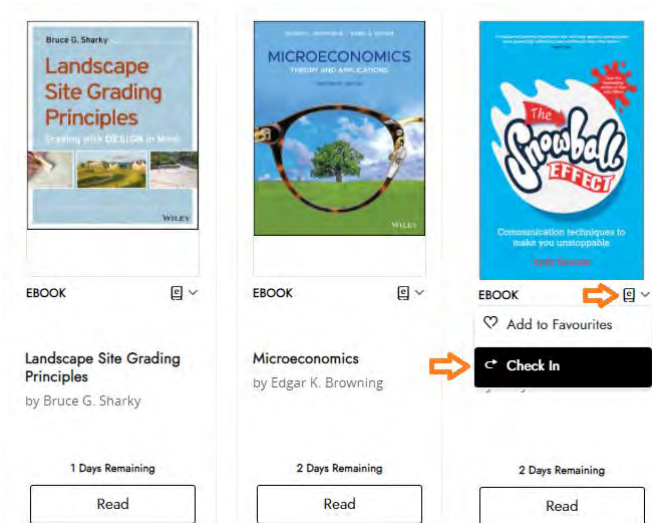 Bruce G. Sharky
Landscape
Site Grading
Principles
Grading with DESIGN in Mind
WILEY
EBOOK
Landscape Site Grading
Principles
by Bruce G. Sharky
1 Days Remaining
Read
MICROECONOMICS
THEORY AND APPLICATIONS
WILEY
EBOOK
Microeconomics
by Edgar K. Browning
2 Days Remaining
Read
The
Snowball
EFFECT
Communication techniques to
make you unstoppable
EBOOK
Add to Favourites
Check In
2 Days Remaining
Read